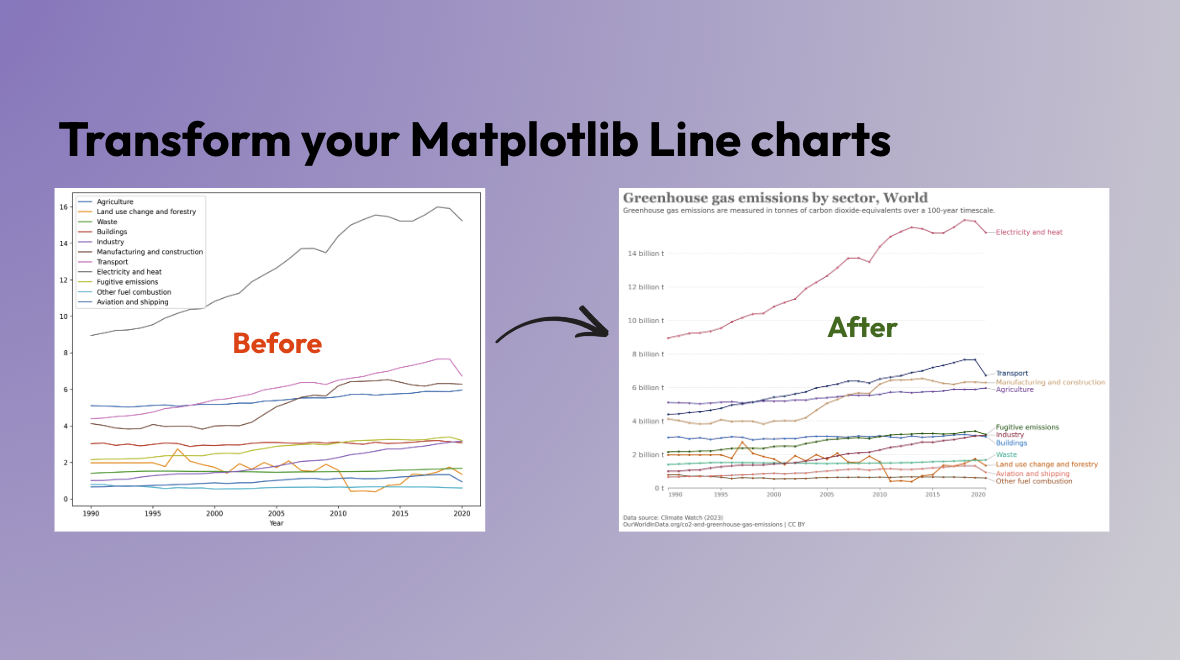 Transform your Matplotlib Line charts
Agriculture
Land use change and forestry
Waste
Buildings
Industry
Manufacturing and construction
Transport
Electricity and heat
Fugitive emissions
Other fuel combustion
Aviation and shipping
16
14
12
10
8
6
4
2
0
1990 1995 2000 2005 2010 2015 2020
Year
Before
Greenhouse gas emissions by sector, World
Greenhouse gas emissions are measured in tonnes of carbon dioxide-equivalents over a 100-year timescale.
14 billion t
12 billion t
10 billion t
8 billion t
6 billion t
4 billion t
2 billion t
0 t
1990 1995 2000 2005 2010 2015 2020
After
Electricity and heat
Transport
Manufacturing and construction
Agriculture
Fugitive emissions
Industry
Buildings
Waste
Land use change and forestry
Aviation and shipping
Other fuel combustion
Data source: Climate Watch (2023)
OurWorldinData.org/co2-and-greenhouse-gas-emissions | CC BY